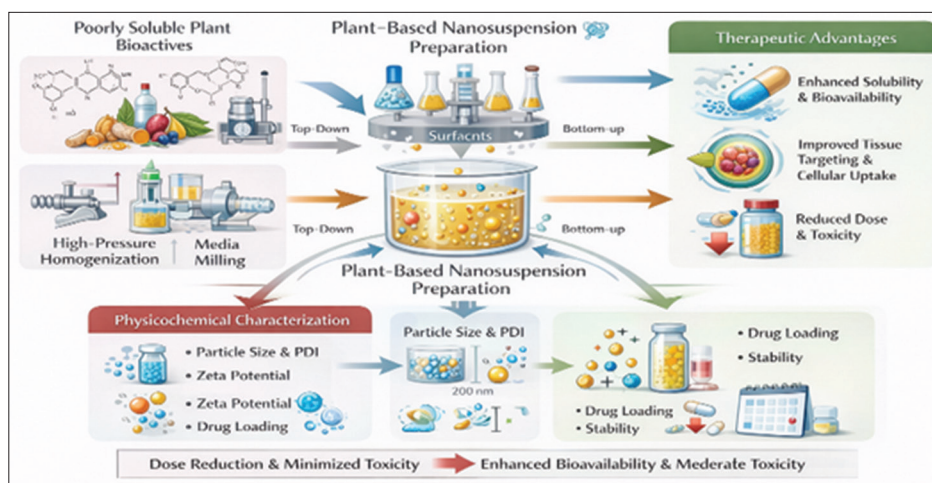 Poorly Soluble Plant
Bioactives
Plant-Based Nanosuspension
Preparation
Therapeutic Advantages
Enhanced Solubility
& Bioavailability
Top-Down
Surfacnts
Bottom-up
Improved Tissue
Targeting &
Cellular Uptake
High-Pressure
Homogenization
Media
Milling
Top-Down
Bottom-up
Reduced Dose
& Toxicity
Plant-Based Nanosuspension
Preparation
Physicochemical Characterization
• Particle Size & PDI
• Zeta Potential
• Zeta Potential
• Drug Loading
Particle Size & PDI
200 nm
• Drug Loading
• Stability
• Drug Loading
• Stability
Dose Reduction & Minimized Toxicity
Enhanced Bioavailability & Mederate Toxicity